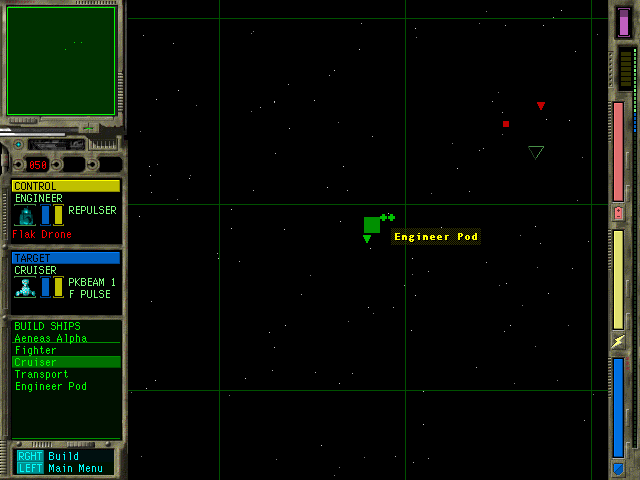 050
CONTROL
ENGINEER
REPULSER
Flak Drone
TARGET
CRUISER
PKBEAM 1
F PULSE
BUILD SHIPS
Aeneas Alpha
Fighter
Cruiser
Transport
Engineer Pod
RGHT Build
LEFT Main Menu
Engineer Pod